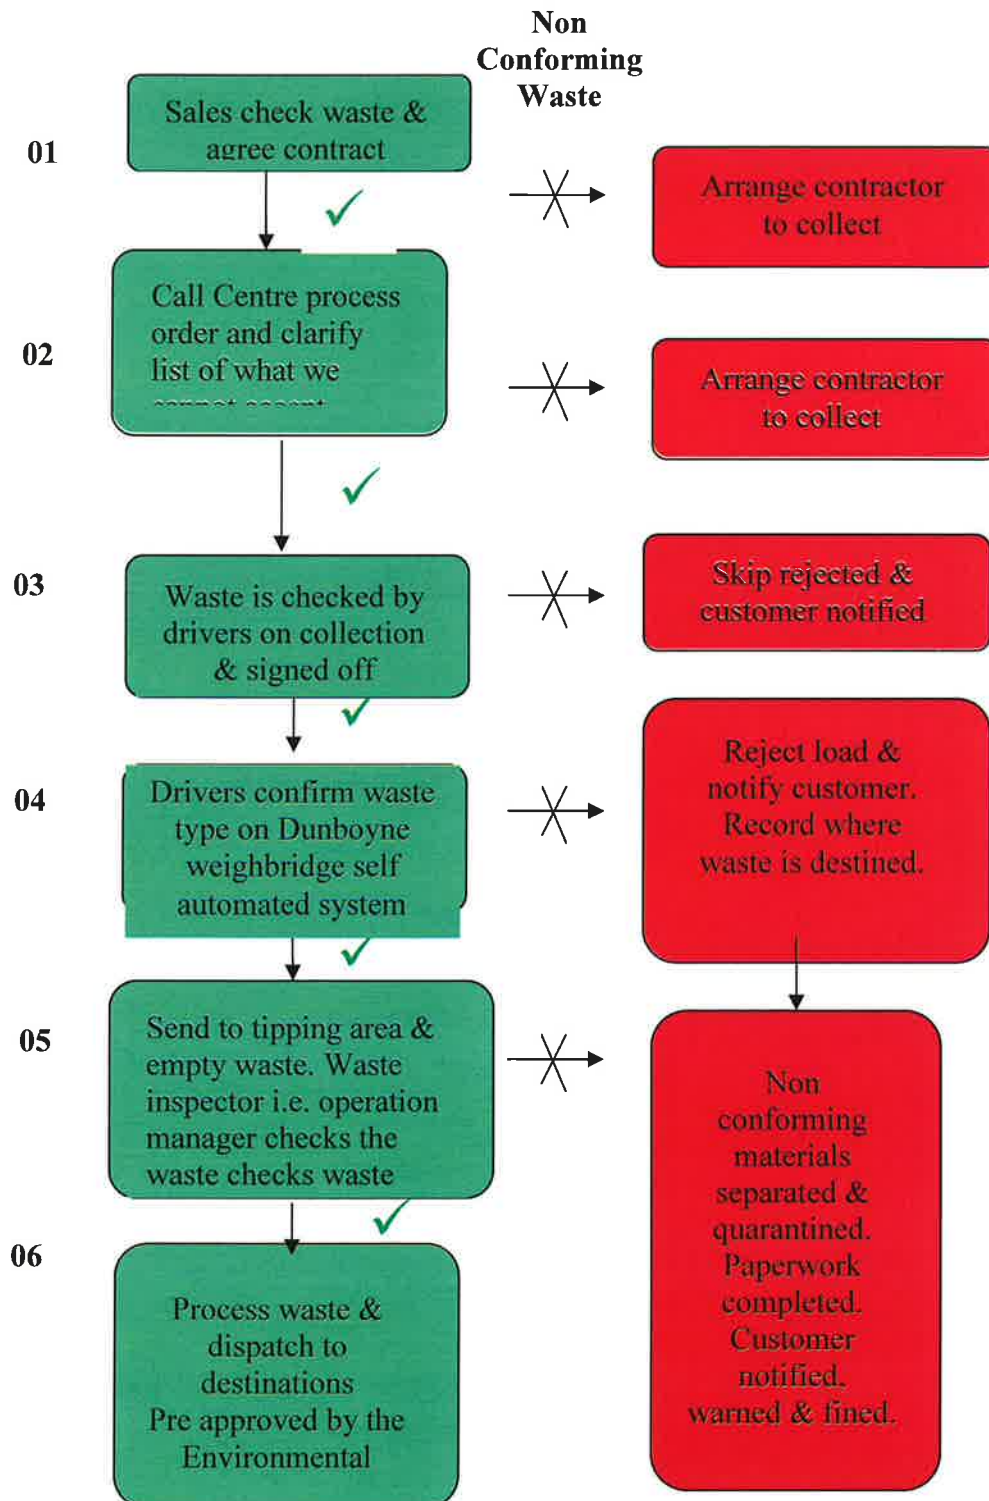 Non
Conforming
Waste
01
Sales check waste &
agree contract
Arrange contractor
to collect
02
Call Centre process
order and clarify
list of what we
Arrange contractor
to collect
03
Waste is checked by
drivers on collection
& signed off
Skip rejected &
customer notified
04
Drivers confirm waste
type on Dunboyne
weighbridge self
automated system
Reject load &
notify customer.
Record where
waste is destined.
05
Send to tipping area &
empty waste. Waste
inspector i.e. operation
manager checks the
waste checks waste
Non
conforming
materials
separated &
quarantined.
Paperwork
completed.
Customer
notified,
warned & fined.
06
Process waste &
dispatch to
destinations
Pre approved by the
Environmental